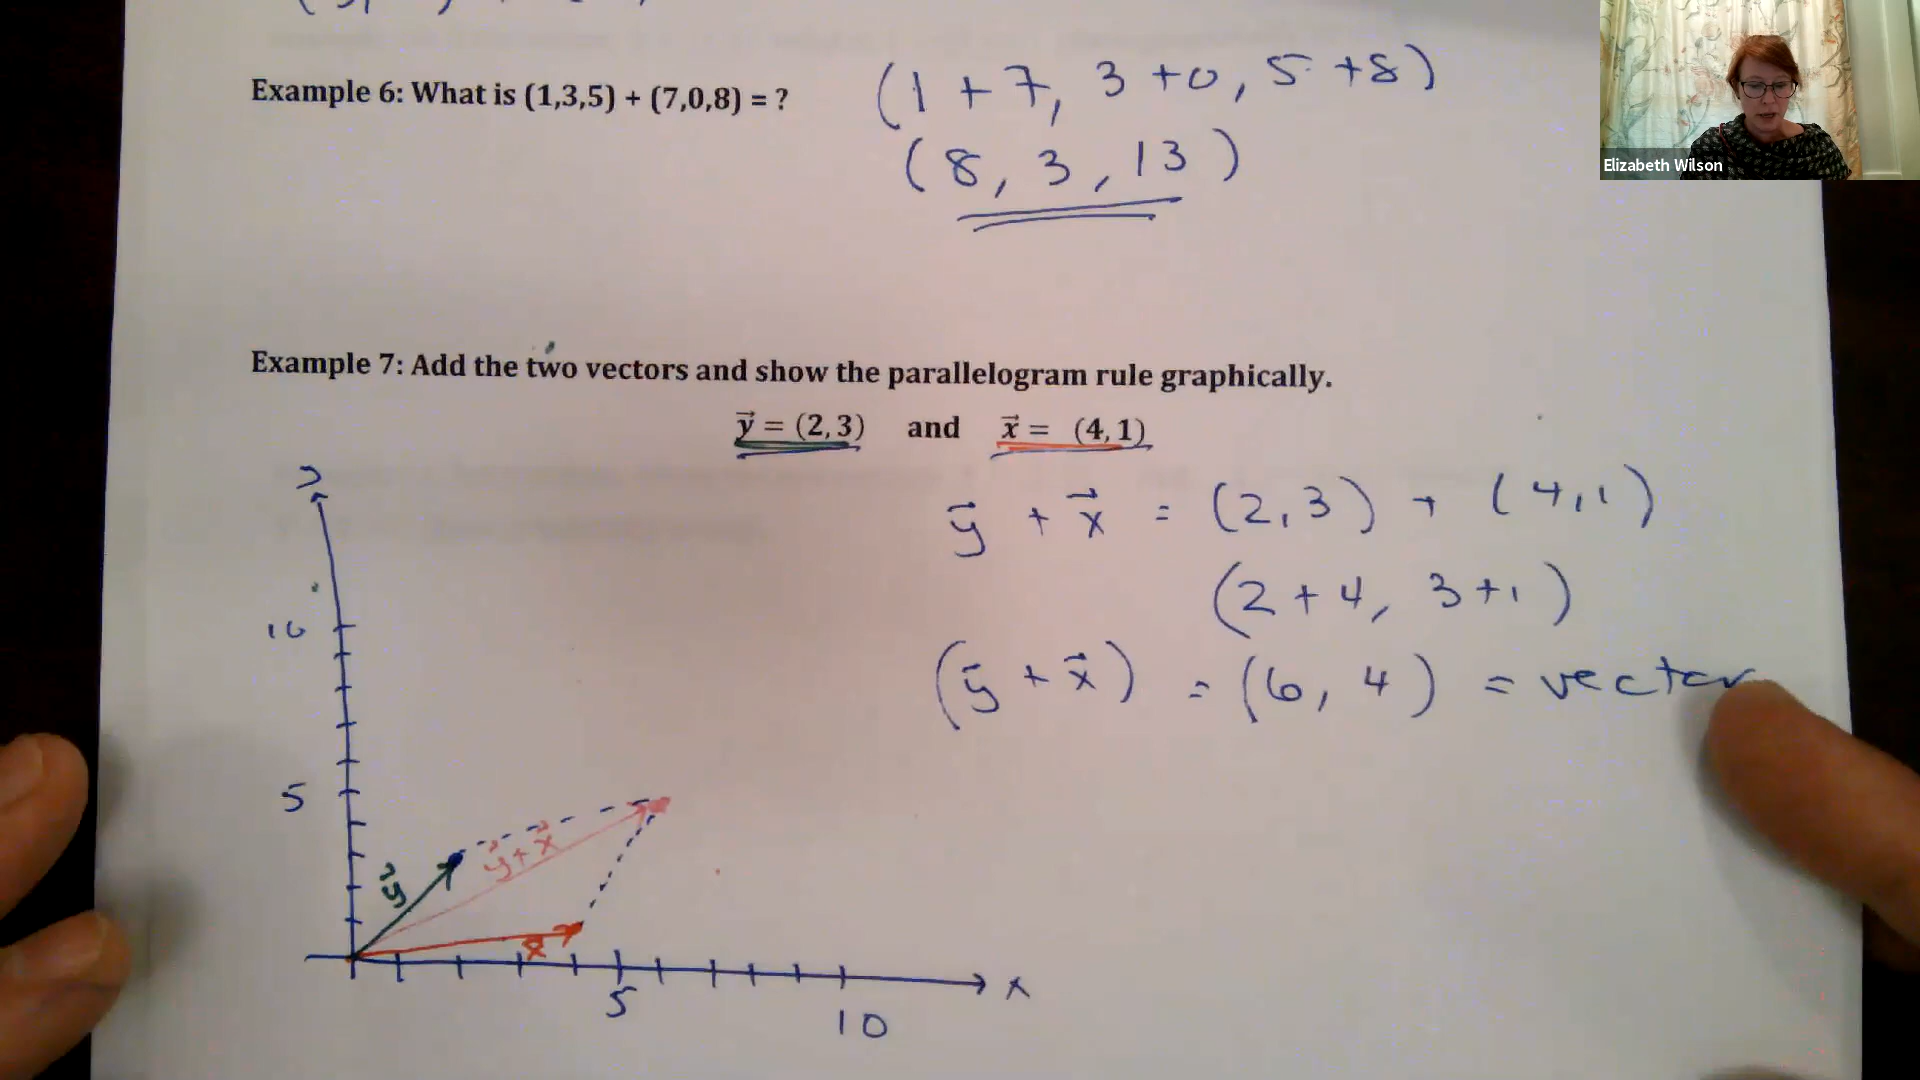 Example 6: What is (1,3,5) + (7,0,8) = ?
(1 + 7, 3 + 0, 5 + 8)
(8, 3, 13)
Elizabeth Wilson
Example 7: Add the two vectors and show the parallelogram rule graphically.
y⃗ = (2,3) and x⃗ = (4,1)
y⃗ + x⃗ = (2,3) + (4,1)
(2 + 4, 3 + 1)
(y⃗ + x⃗) = (6, 4) = vector
10
5
y⃗ + x⃗
y⃗
x⃗
5
10
x